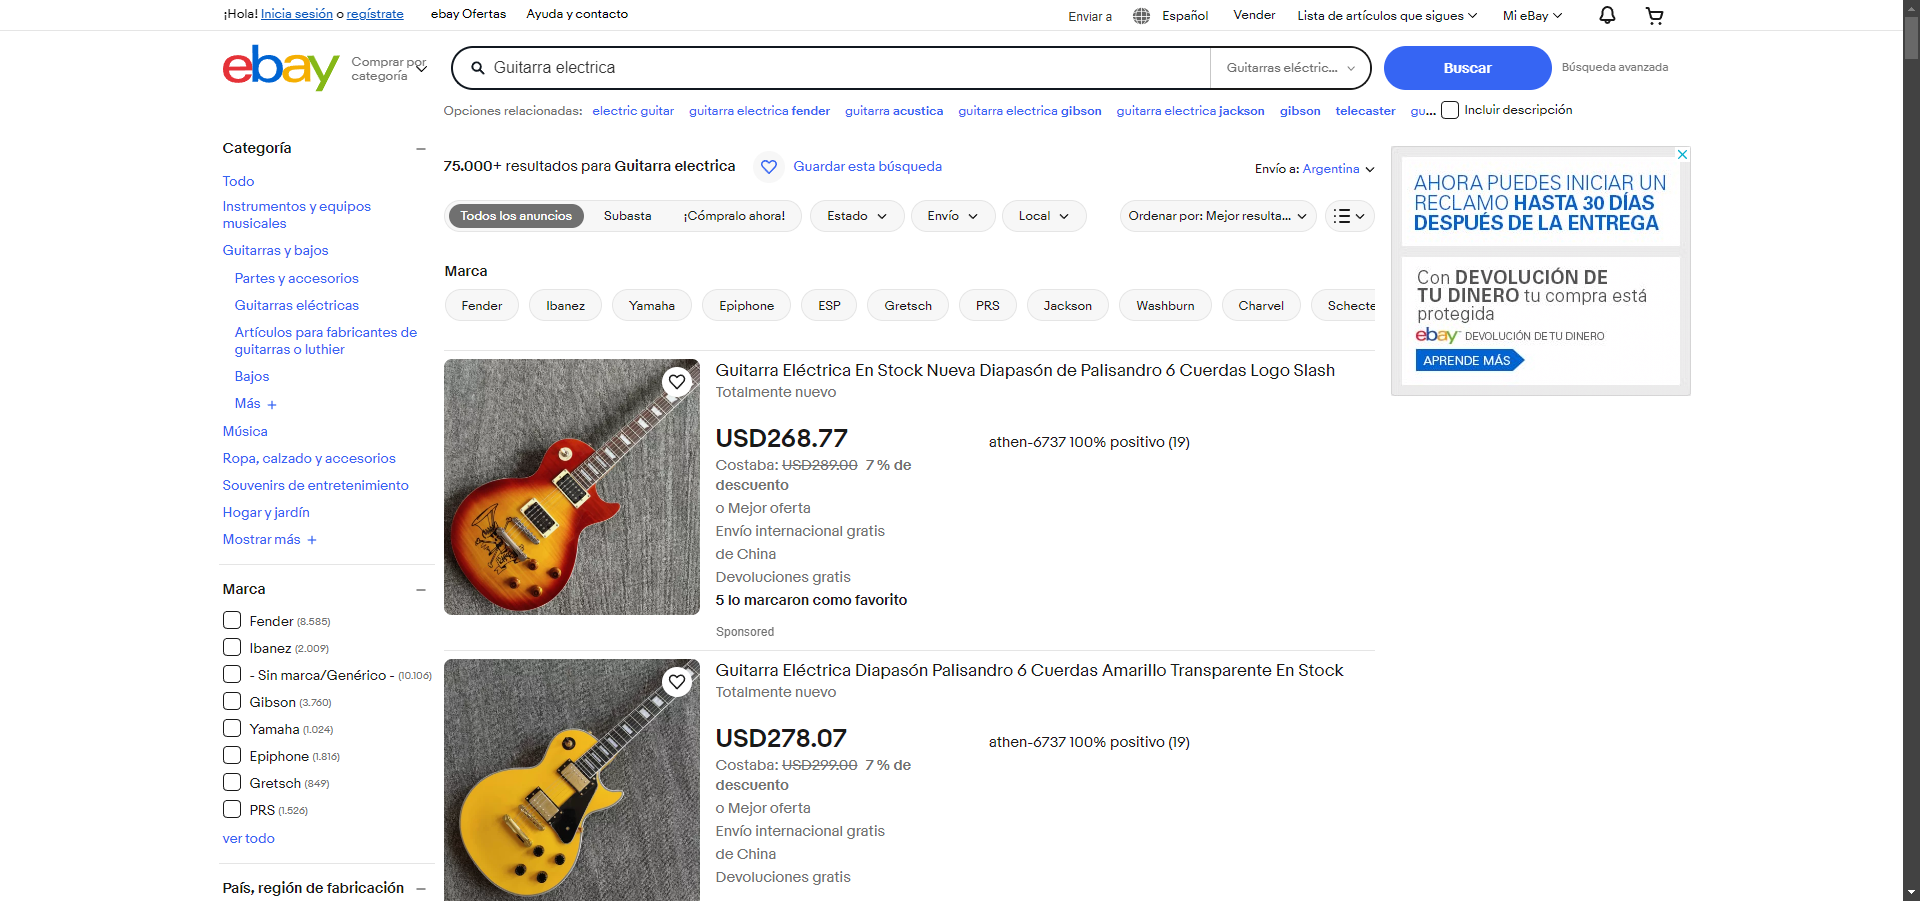 ¡Hola! Inicia sesión o regístrate
ebay Ofertas
Ayuda y contacto
Enviar a
Español
Vender
Lista de artículos que sigues
Mi eBay
ebay
Comprar por
categoría
Guitarra electrica
Guitarras eléctric...
Buscar
Búsqueda avanzada
Opciones relacionadas: electric guitar guitarra electrica fender guitarra acustica guitarra electrica gibson guitarra electrica jackson gibson telecaster gu...
Incluir descripción
Categoría
Todo
Instrumentos y equipos
musicales
Guitarras y bajos
Partes y accesorios
Guitarras eléctricas
Artículos para fabricantes de
guitarras o luthier
Bajos
Más +
Música
Ropa, calzado y accesorios
Souvenirs de entretenimiento
Hogar y jardín
Mostrar más +
Marca
Fender (8.585)
Ibanez (2.009)
- Sin marca/Genérico - (10.106)
Gibson (3.760)
Yamaha (1.024)
Epiphone (1.816)
Gretsch (849)
PRS (1.526)
ver todo
País, región de fabricación
75.000+ resultados para Guitarra electrica
Guardar esta búsqueda
Envío a: Argentina
Todos los anuncios
Subasta
¡Cómpralo ahora!
Estado
Envío
Local
Ordenar por: Mejor resulta...
Marca
Fender
Ibanez
Yamaha
Epiphone
ESP
Gretsch
PRS
Jackson
Washburn
Charvel
Schecte
Guitarra Eléctrica En Stock Nueva Diapasón de Palisandro 6 Cuerdas Logo Slash
Totalmente nuevo
USD268.77
athen-6737 100% positivo (19)
Costaba: USD289.00 7 % de
descuento
o Mejor oferta
Envío internacional gratis
de China
Devoluciones gratis
5 lo marcaron como favorito
Sponsored
Guitarra Eléctrica Diapasón Palisandro 6 Cuerdas Amarillo Transparente En Stock
Totalmente nuevo
USD278.07
athen-6737 100% positivo (19)
Costaba: USD299.00 7 % de
descuento
o Mejor oferta
Envío internacional gratis
de China
Devoluciones gratis
AHORA PUEDES INICIAR UN
RECLAMO HASTA 30 DÍAS
DESPUÉS DE LA ENTREGA
Con DEVOLUCIÓN DE
TU DINERO tu compra está
protegida
ebay DEVOLUCIÓN DE TU DINERO
APRENDE MÁS